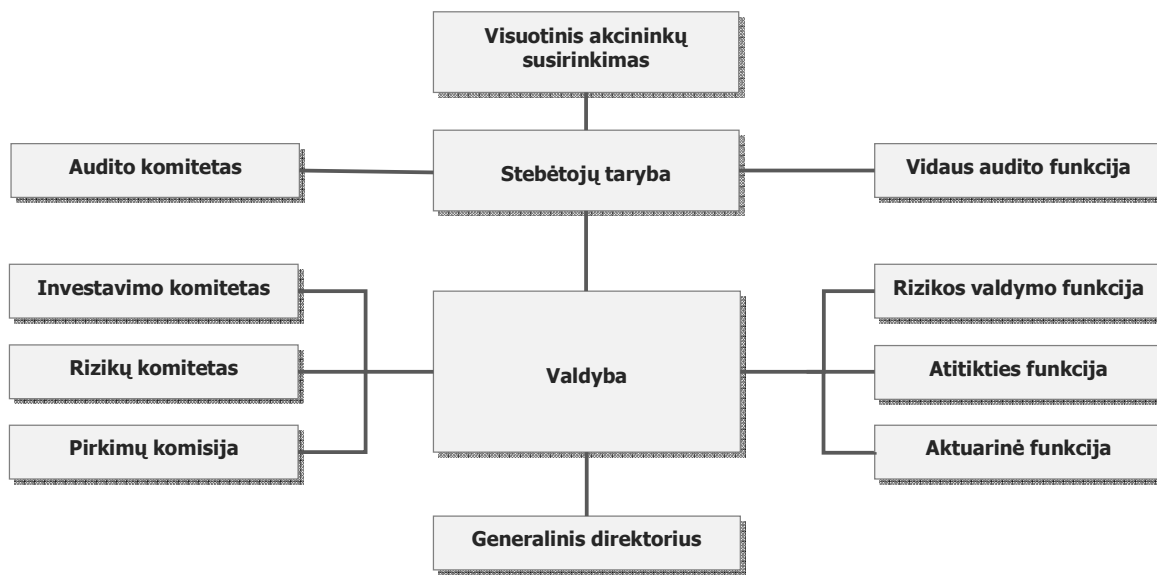 Visuotinis akcininkų
susirinkimas
Audito komitetas
Stebėtojų taryba
Vidaus audito funkcija
Investavimo komitetas
Rizikos valdymo funkcija
Rizikų komitetas
Valdyba
Atitikties funkcija
Pirkimų komisija
Aktuarinė funkcija
Generalinis direktorius